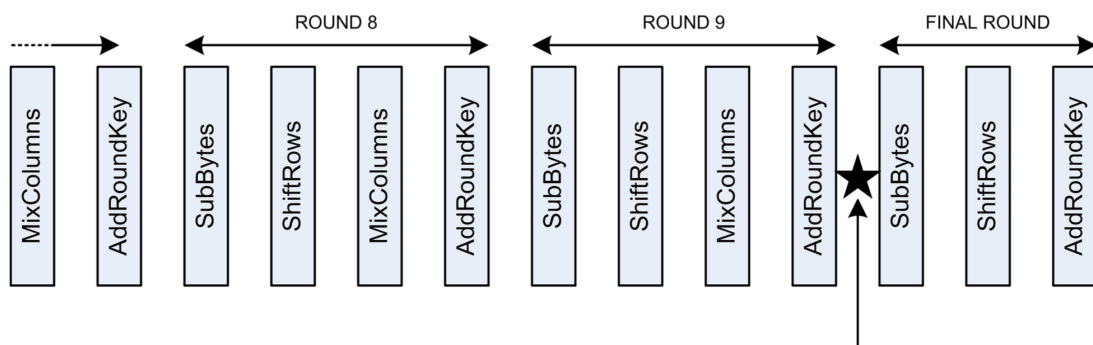 ROUND 8
ROUND 9
FINAL ROUND
MixColumns
AddRoundKey
SubBytes
ShiftRows
MixColumns
AddRoundKey
SubBytes
ShiftRows
MixColumns
AddRoundKey
SubBytes
ShiftRows
AddRoundKey